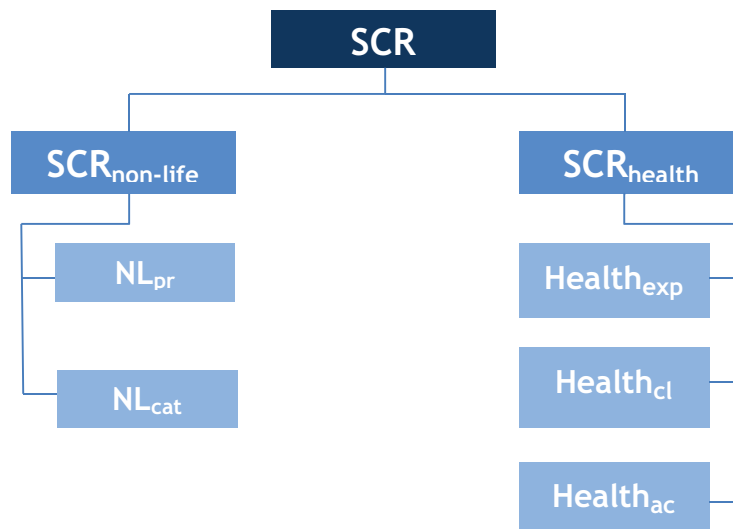 SCR
SCRnon-life
SCRhealth
NLpr
Healthexp
Healthcl
NLcat
Healthac